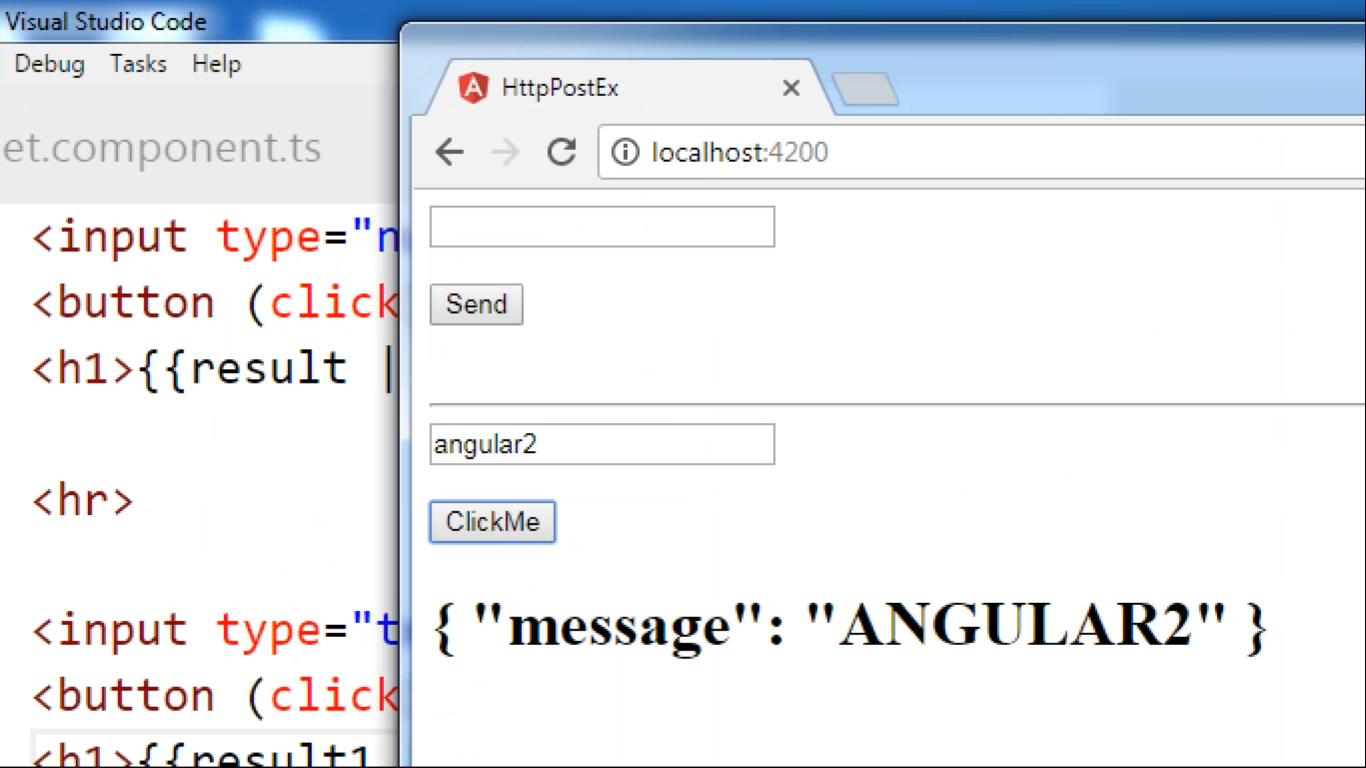 Visual Studio Code
Debug Tasks Help
et.component.ts
<input type="n
<button (click
<h1>{{result |
<hr>
<input type="t
<button (click
<h1>{{result1
HttpPostEx
localhost:4200
Send
angular2
ClickMe
{ "message": "ANGULAR2" }